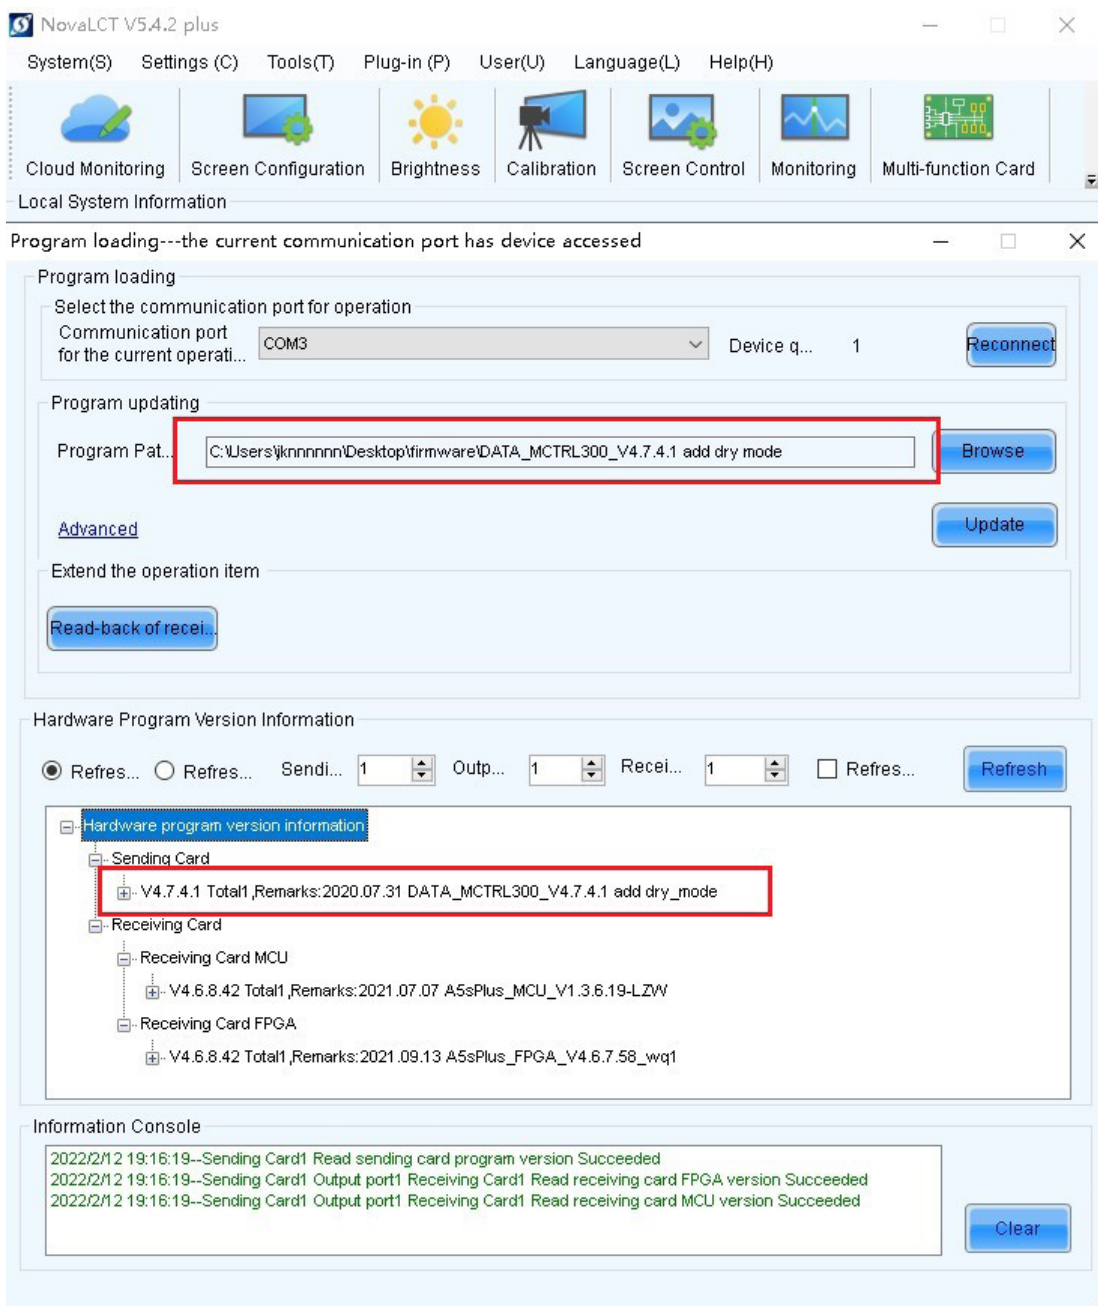 NovaLCT V5.4.2 plus
System(S) Settings (C) Tools(T) Plug-in (P) User(U) Language(L) Help(H)
Cloud Monitoring Screen Configuration Brightness Calibration Screen Control Monitoring Multi-function Card
Local System Information
Program loading---the current communication port has device accessed
Program loading
Select the communication port for operation
Communication port
for the current operati...
COM3
Device q... 1 Reconnect
Program updating
Program Pat... C:\Users\jknnnnnn\Desktop\firmware\DATA_MCTRL300_V4.7.4.1 add dry mode Browse
Advanced Update
Extend the operation item
Read-back of recei...
Hardware Program Version Information
Refres... Refres... Sendi... 1 Outp... 1 Recei... 1 Refres... Refresh
Hardware program version information
Sending Card
V4.7.4.1 Total1,Remarks:2020.07.31 DATA_MCTRL300_V4.7.4.1 add dry_mode
Receiving Card
Receiving Card MCU
V4.6.8.42 Total1,Remarks:2021.07.07 A5sPlus_MCU_V1.3.6.19-LZW
Receiving Card FPGA
V4.6.8.42 Total1,Remarks:2021.09.13 A5sPlus_FPGA_V4.6.7.58_wq1
Information Console
2022/2/12 19:16:19--Sending Card1 Read sending card program version Succeeded
2022/2/12 19:16:19--Sending Card1 Output port1 Receiving Card1 Read receiving card FPGA version Succeeded
2022/2/12 19:16:19--Sending Card1 Output port1 Receiving Card1 Read receiving card MCU version Succeeded
Clear